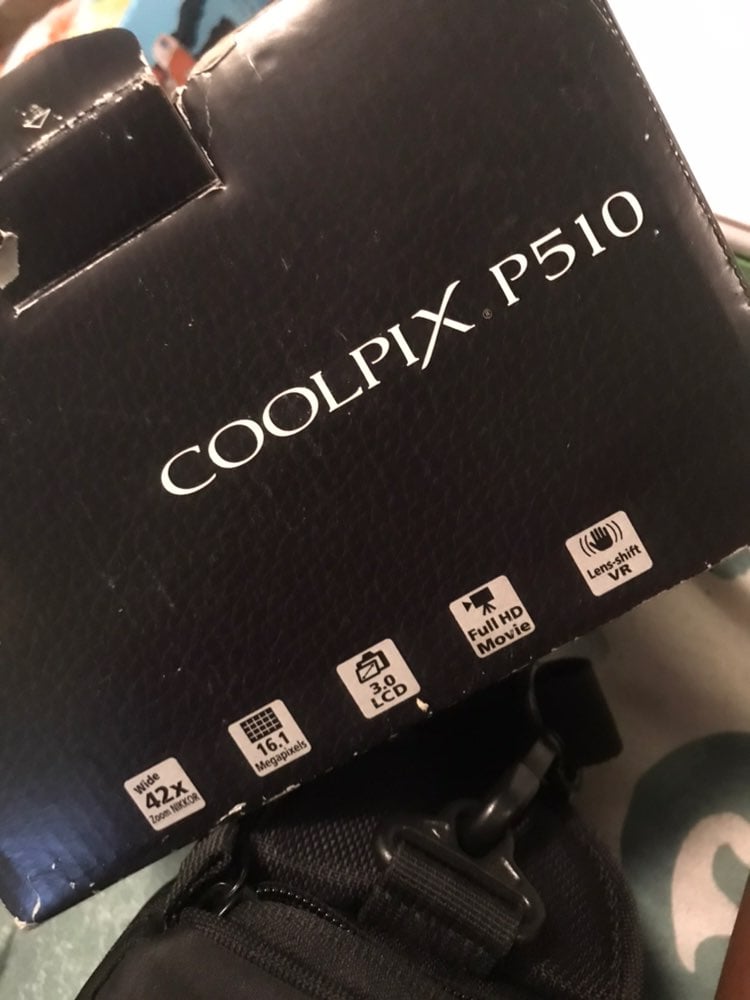 COOLPIX® P510
Wide
42x
Zoom NIKKOR
16.1
Megapixels
3.0
LCD
Full HD
Movie
Lens-shift
VR